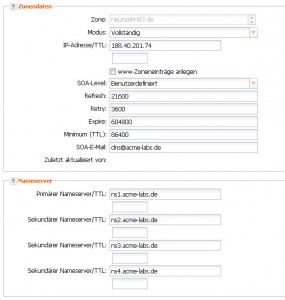 Zonendaten
Zone: neunzehn83.de
Modus: Vollständig
IP-Adresse/TTL: 188.40.201.74
www-Zoneneinträge anlegen
SOA-Level: Benutzerdefiniert
Refresh: 21600
Retry: 3600
Expire: 604800
Minimum (TTL): 86400
SOA-E-Mail: dns@acme-labs.de
Zuletzt aktualisiert von:
Nameserver
Primärer Nameserver/TTL: ns1.acme-labs.de
Sekundärer Nameserver/TTL: ns2.acme-labs.de
Sekundärer Nameserver/TTL: ns3.acme-labs.de
Sekundärer Nameserver/TTL: ns4.acme-labs.de